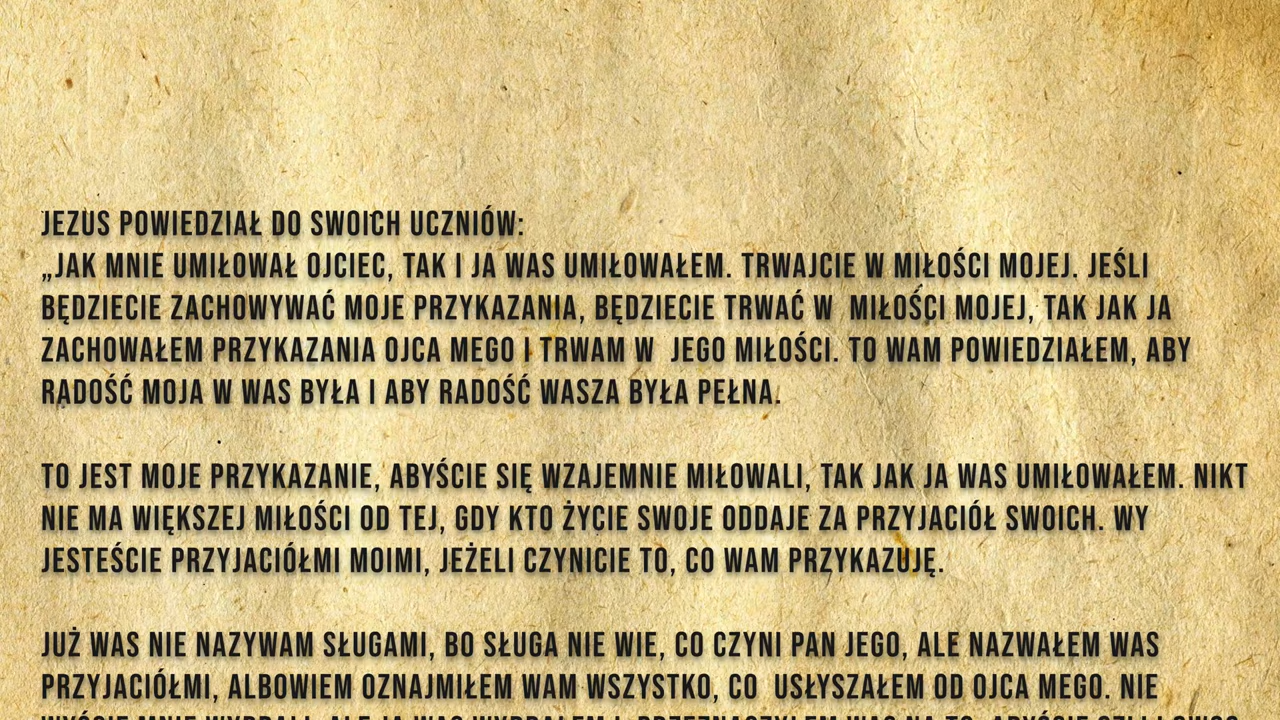 JEZUS POWIEDZIAŁ DO SWOICH UCZNIÓW:
„JAK MNIE UMIŁOWAŁ OJCIEC, TAK I JA WAS UMIŁOWAŁEM. TRWAJCIE W MIŁOŚCI MOJEJ. JEŚLI
BĘDZIECIE ZACHOWYWAĆ MOJE PRZYKAZANIA, BĘDZIECIE TRWAĆ W MIŁOŚCI MOJEJ, TAK JAK JA
ZACHOWAŁEM PRZYKAZANIA OJCA MEGO I TRWAM W JEGO MIŁOŚCI. TO WAM POWIEDZIAŁEM, ABY
RADOŚĆ MOJA W WAS BYŁA I ABY RADOŚĆ WASZA BYŁA PEŁNA.
TO JEST MOJE PRZYKAZANIE, ABYŚCIE SIĘ WZAJEMNIE MIŁOWALI, TAK JAK JA WAS UMIŁOWAŁEM. NIKT
NIE MA WIĘKSZEJ MIŁOŚCI OD TEJ, GDY KTO ŻYCIE SWOJE ODDAJE ZA PRZYJACIÓŁ SWOICH. WY
JESTEŚCIE PRZYJACIÓŁMI MOIMI, JEŻELI CZYNICIE TO, CO WAM PRZYKAZUJĘ.
JUŻ WAS NIE NAZYWAM SŁUGAMI, BO SŁUGA NIE WIE, CO CZYNI PAN JEGO, ALE NAZWAŁEM WAS
PRZYJACIÓŁMI, ALBOWIEM OZNAJMIŁEM WAM WSZYSTKO, CO USŁYSZAŁEM OD OJCA MEGO. NIE